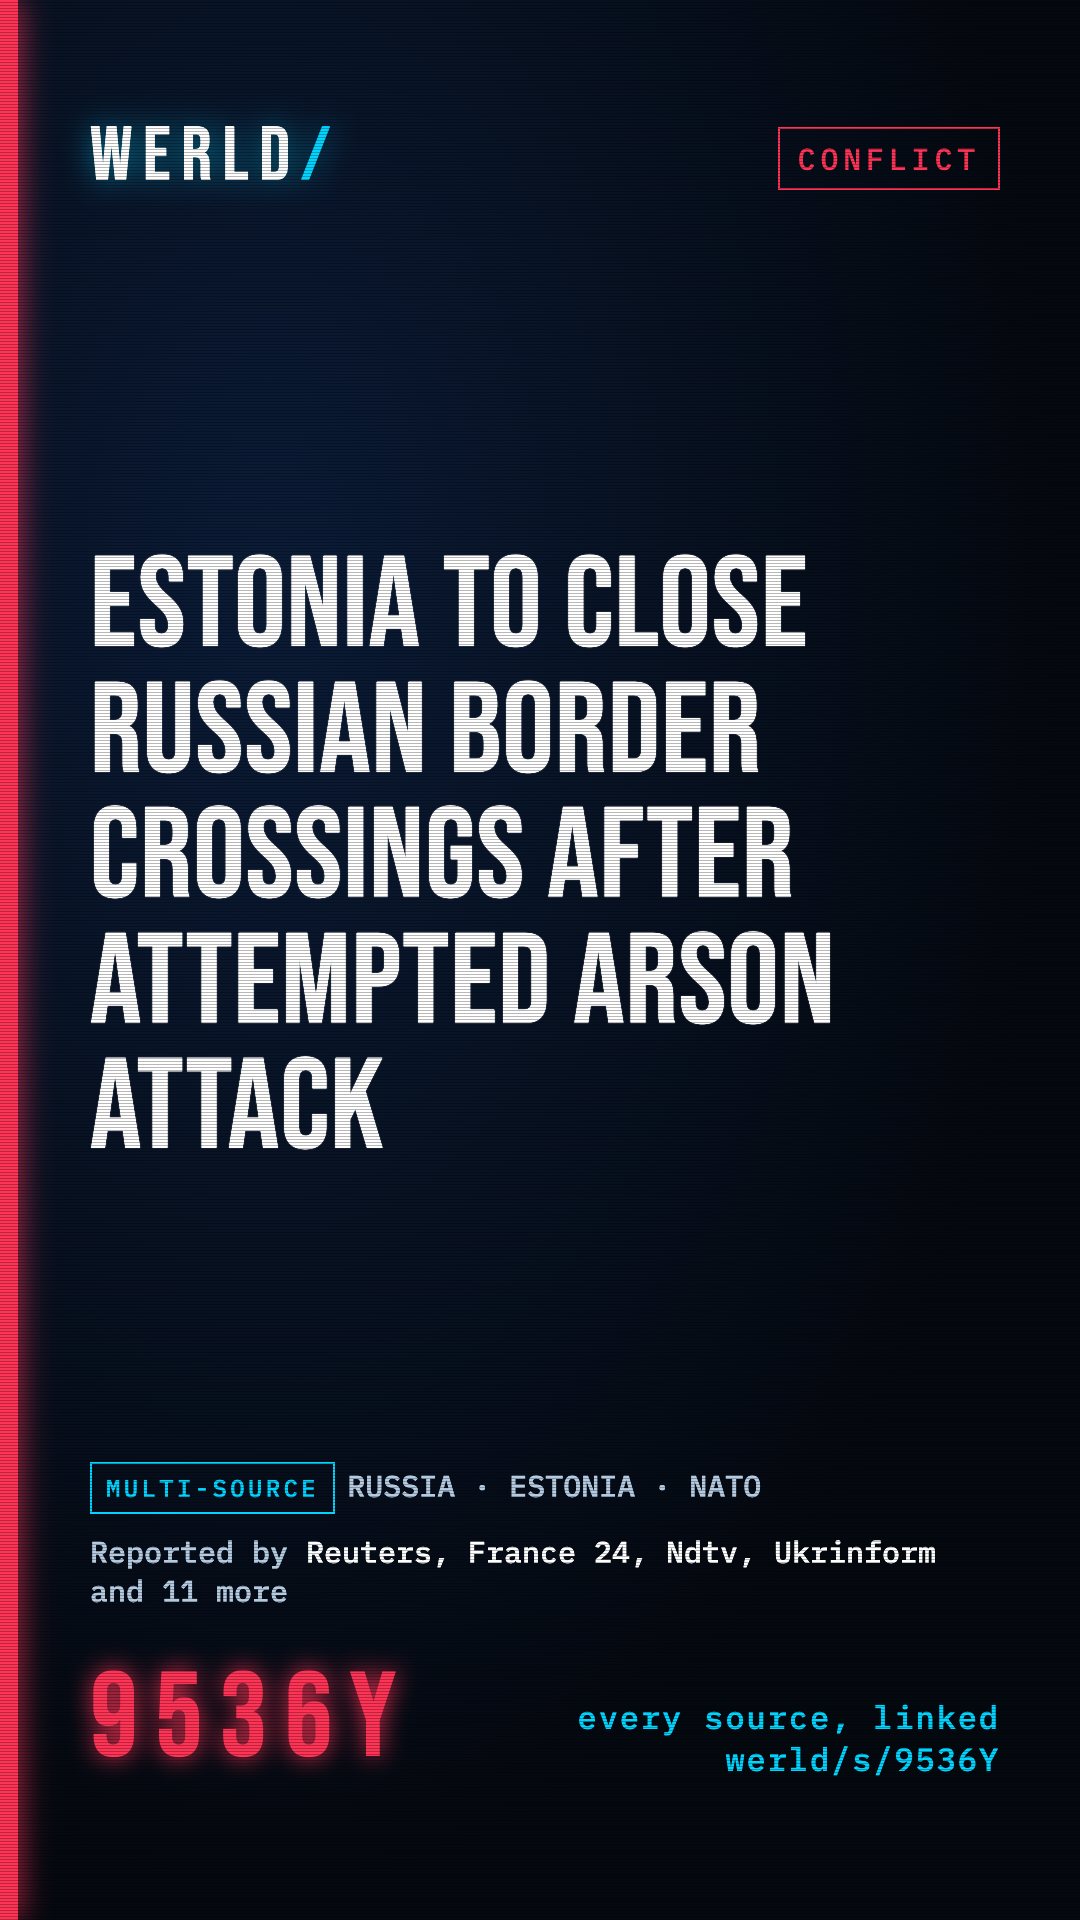 WERLD/
CONFLICT
ESTONIA TO CLOSE
RUSSIAN BORDER
CROSSINGS AFTER
ATTEMPTED ARSON
ATTACK
MULTI-SOURCE RUSSIA · ESTONIA · NATO
Reported by Reuters, France 24, Ndtv, Ukrinform
and 11 more
9536Y
every source, linked
werld/s/9536Y